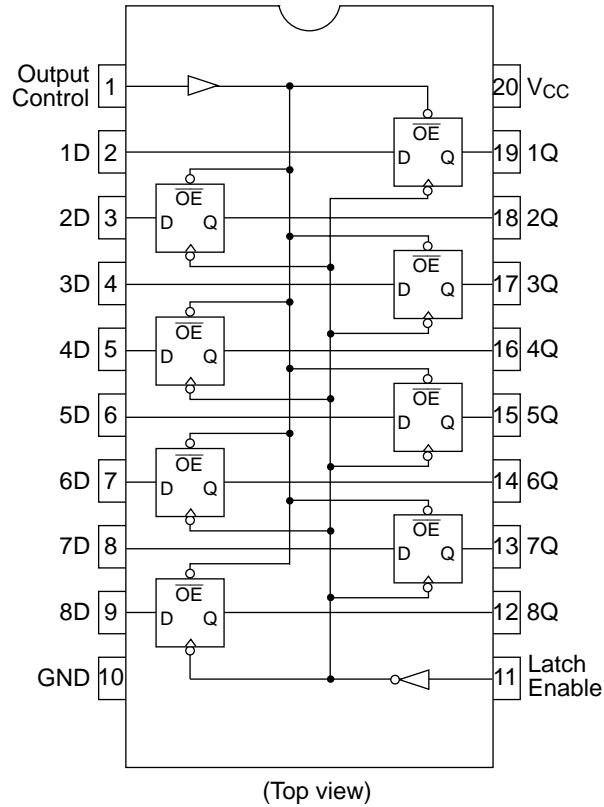 Output
Control 1 20 VCC
OE
1D 2 D Q 19 1Q
OE
2D 3 D Q 18 2Q
OE
3D 4 D Q 17 3Q
OE
4D 5 D Q 16 4Q
OE
5D 6 D Q 15 5Q
OE
6D 7 D Q 14 6Q
OE
7D 8 D Q 13 7Q
OE
8D 9 D Q 12 8Q
GND 10 11 Latch
Enable
(Top view)